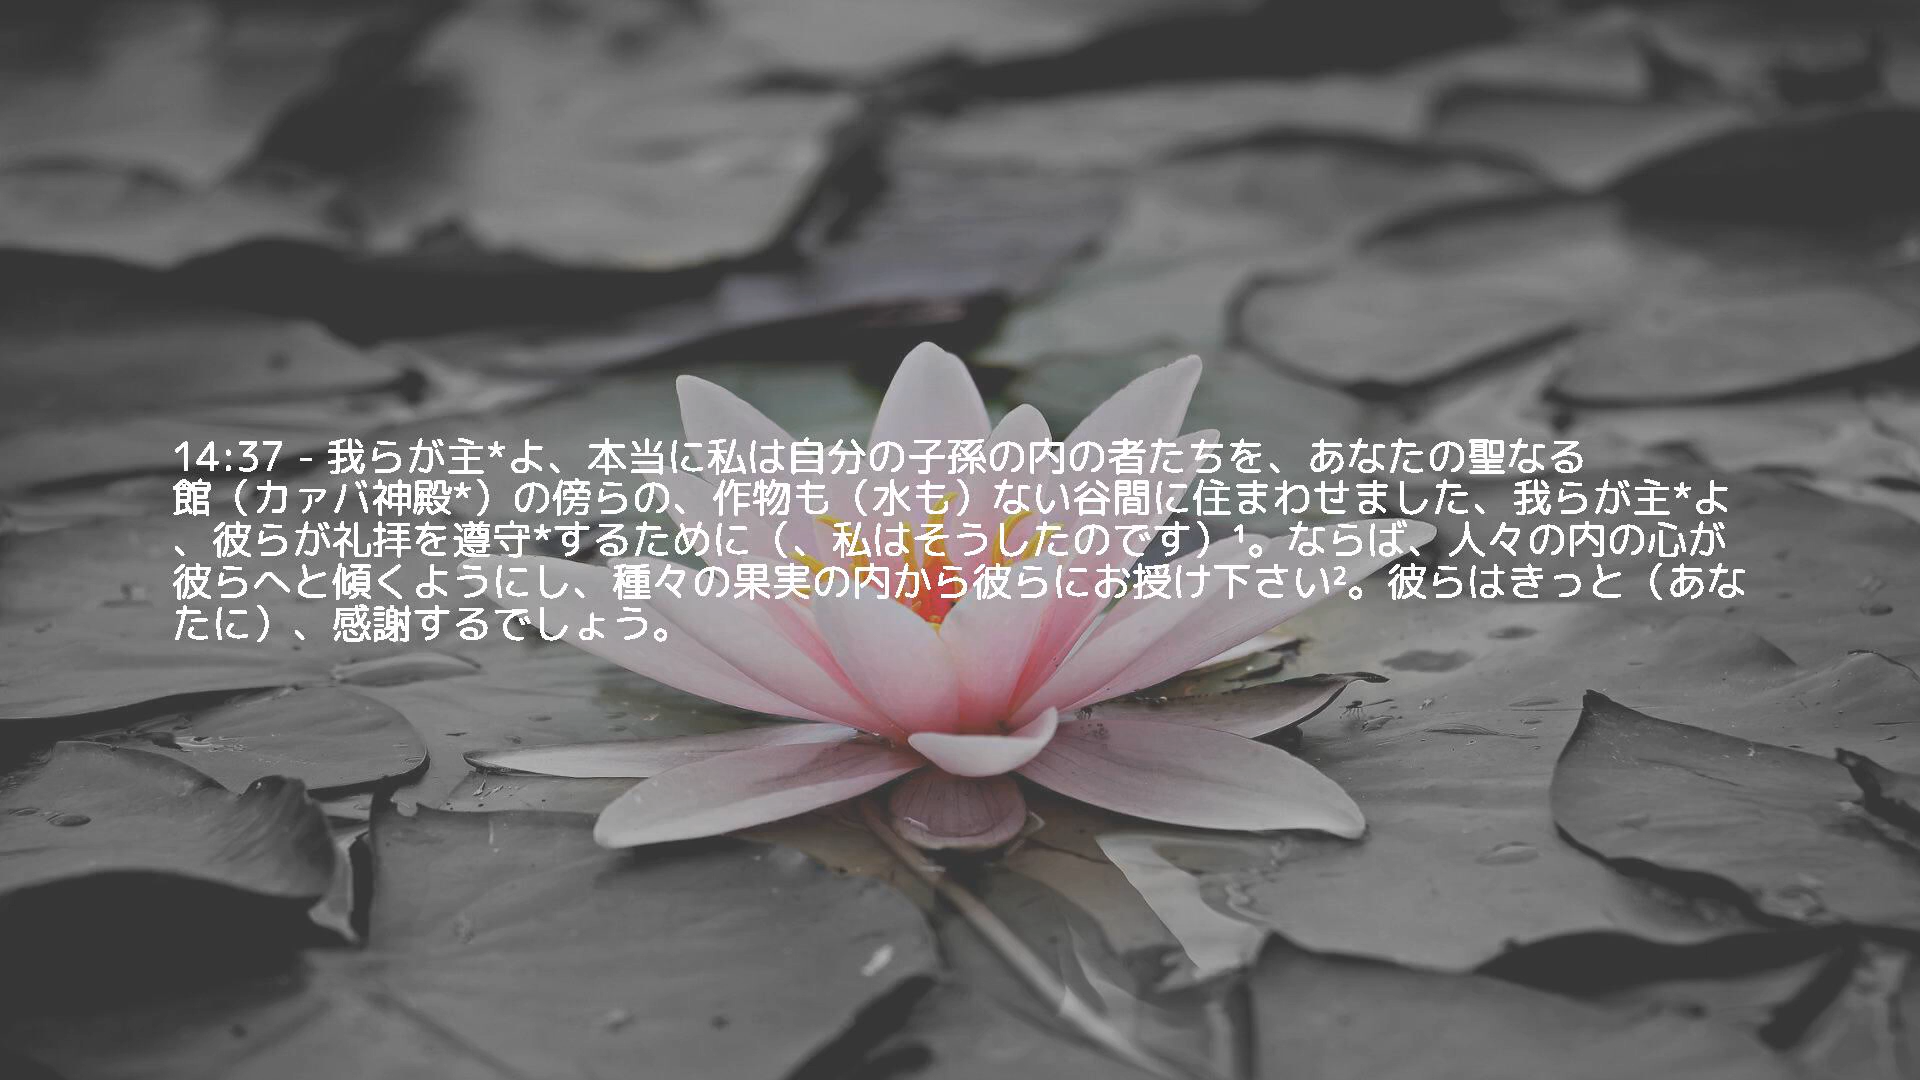 14:37 - 我らが主*よ、本当に私は自分の子孫の内の者たちを、あなたの聖なる
館（カァバ神殿*）の傍らの、作物も（水も）ない谷間に住まわせました、我らが主*よ
、彼らが礼拝を遵守*するために（、私はそうしたのです）¹。ならば、人々の内の心が
彼らへと傾くようにし、種々の果実の内から彼らにお授け下さい²。彼らはきっと（あな
たに）、感謝するでしょう。